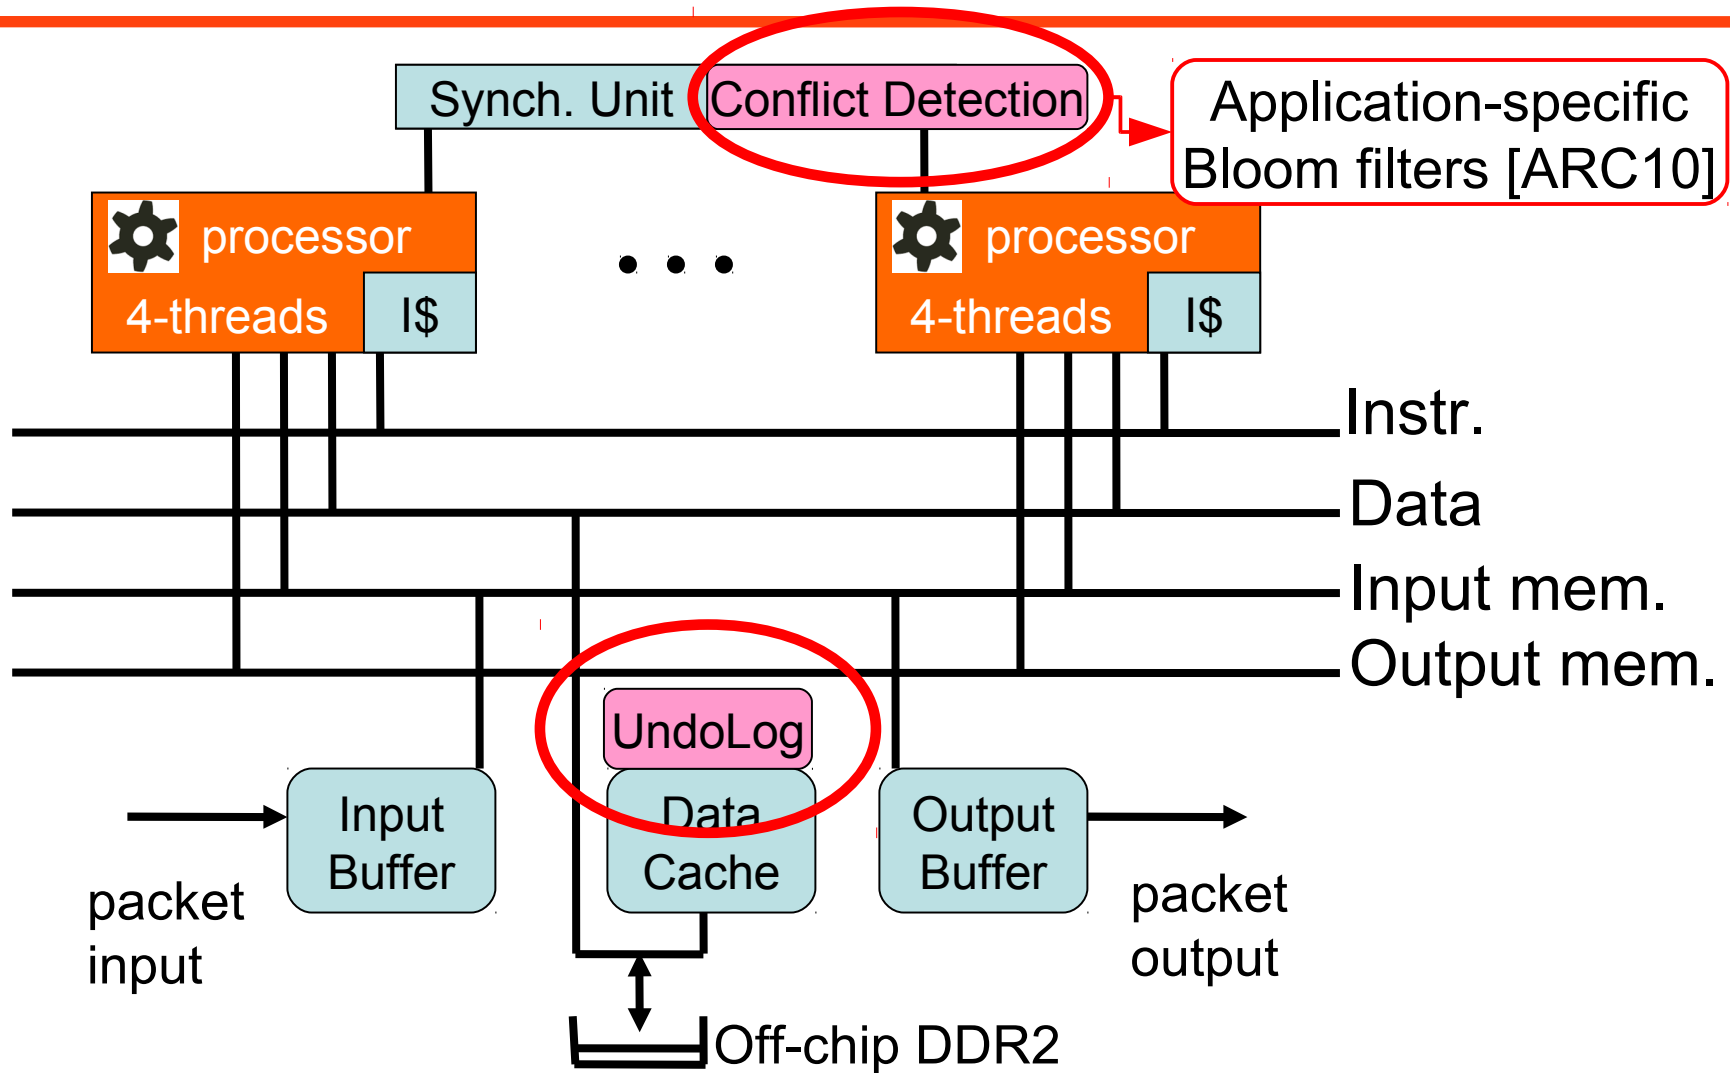 Synch. Unit
Conflict Detection
Application-specific
Bloom filters [ARC10]
processor
4-threads
I$
processor
4-threads
I$
Instr.
Data
Input mem.
Output mem.
UndoLog
Input
Buffer
Data
Cache
Output
Buffer
packet
input
packet
output
Off-chip DDR2